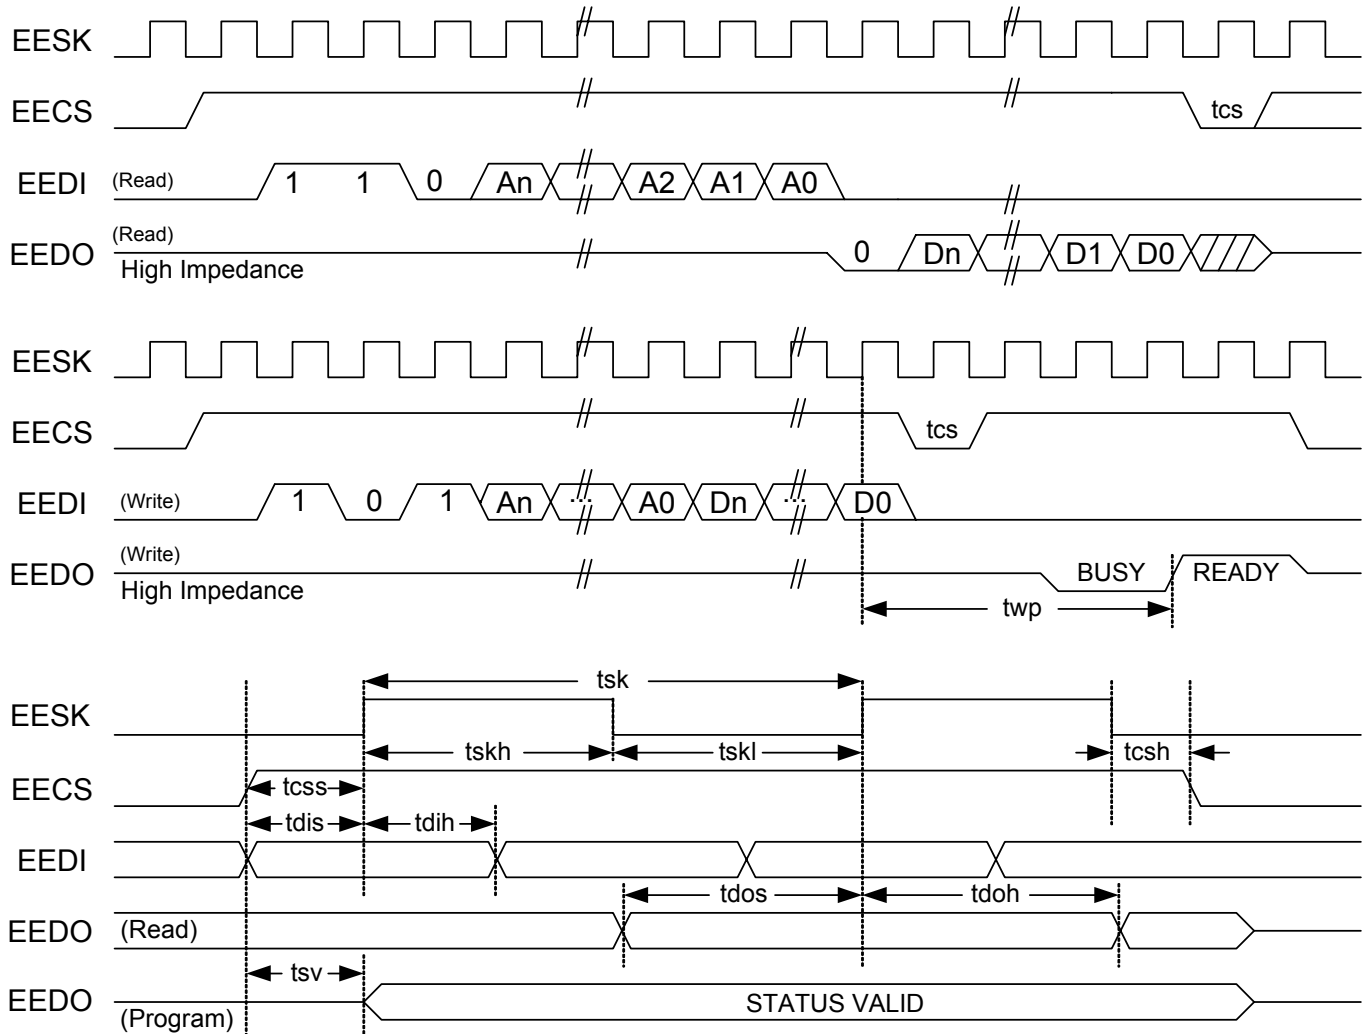 EESK
EECS tcs
EEDI (Read) 1 1 0 An A2 A1 A0
EEDO (Read) High Impedance 0 Dn D1 D0
EESK
EECS tcs
EEDI (Write) 1 0 1 An ... A0 Dn ... D0
EEDO (Write) High Impedance BUSY READY
twp
tsk
EESK
tskh tskl tcsh
EECS tcss
tdis tdih
EEDI
tdos tdoh
EEDO (Read)
tsv
EEDO (Program) STATUS VALID